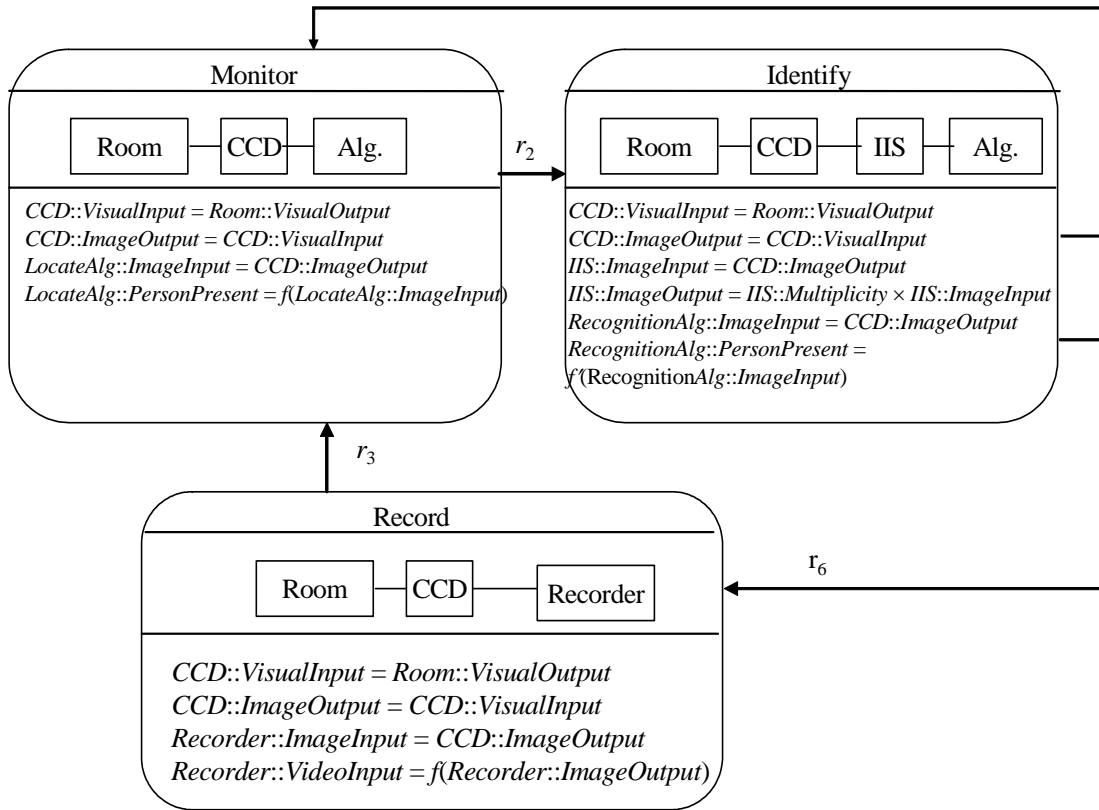 Monitor
Room
CCD
Alg.
CCD::VisualInput = Room::VisualOutput
CCD::ImageOutput = CCD::VisualInput
LocateAlg::ImageInput = CCD::ImageOutput
LocateAlg::PersonPresent = f(LocateAlg::ImageInput)
r2
Identify
Room
CCD
IIS
Alg.
CCD::VisualInput = Room::VisualOutput
CCD::ImageOutput = CCD::VisualInput
IIS::ImageInput = CCD::ImageOutput
IIS::ImageOutput = IIS::Multiplicity × IIS::ImageInput
RecognitionAlg::ImageInput = CCD::ImageOutput
RecognitionAlg::PersonPresent =
f′(RecognitionAlg::ImageInput)
r3
Record
Room
CCD
Recorder
CCD::VisualInput = Room::VisualOutput
CCD::ImageOutput = CCD::VisualInput
Recorder::ImageInput = CCD::ImageOutput
Recorder::VideoInput = f(Recorder::ImageOutput)
r6